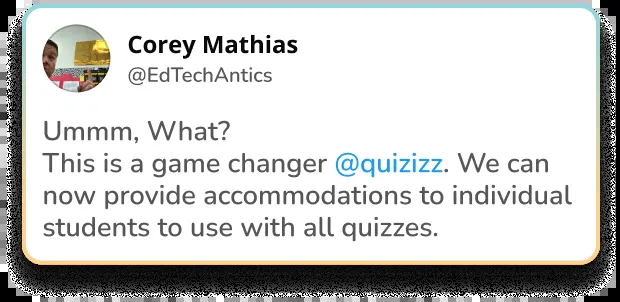 Corey Mathias
@EdTechAntics
Ummm, What?
This is a game changer @quizizz. We can
now provide accommodations to individual
students to use with all quizzes.